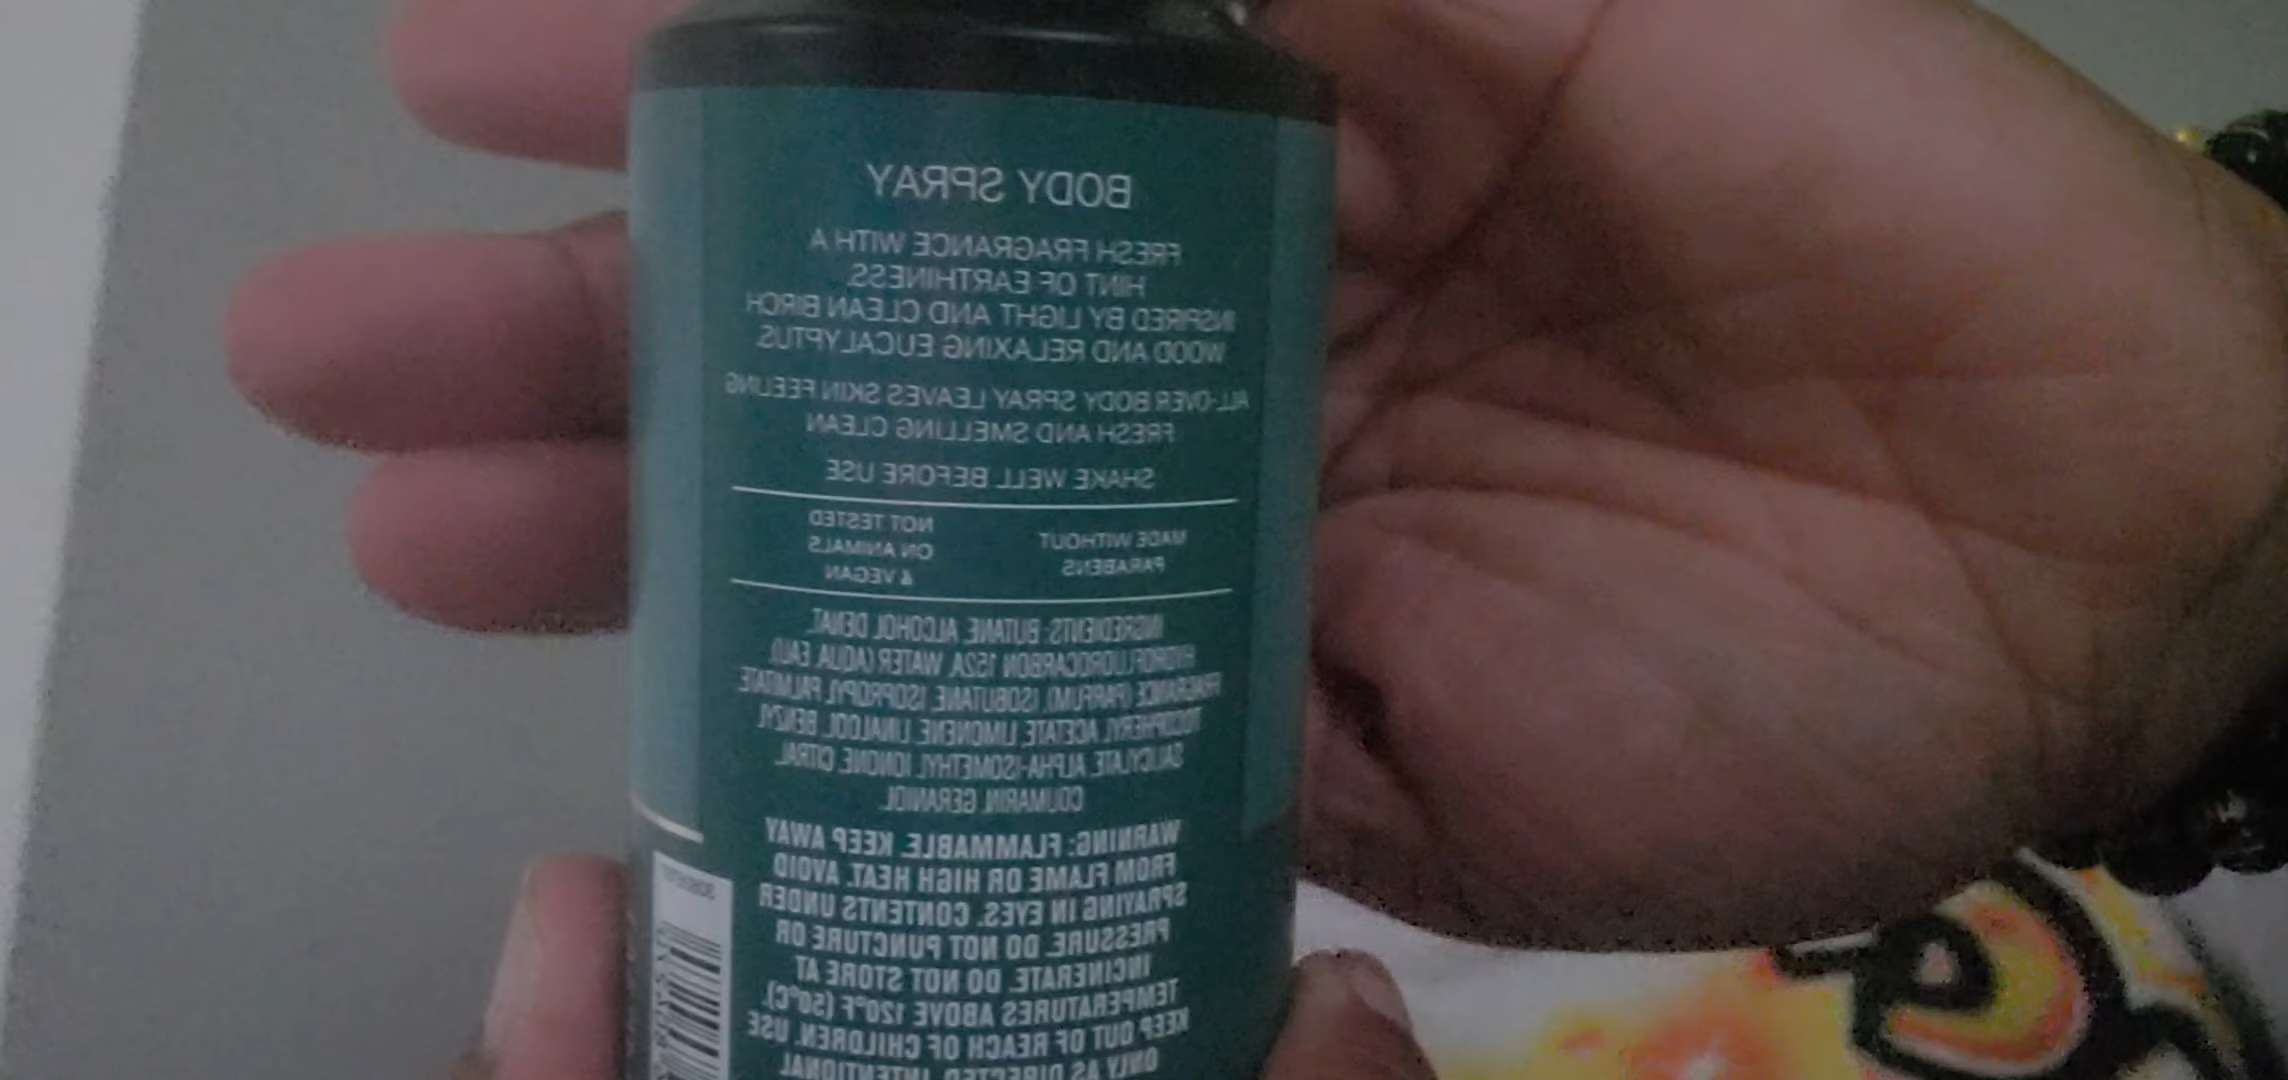 BODY SPRAY
FRESH FRAGRANCE WITH A
HINT OF EARTHINESS.
INSPIRED BY LIGHT AND CLEAN BIRCH
WOOD AND RELAXING EUCALYPTUS.
ALL-OVER BODY SPRAY LEAVES SKIN FEELING
FRESH AND SMELLING CLEAN
SHAKE WELL BEFORE USE
MADE WITHOUT
PARABENS
NOT TESTED
ON ANIMALS
& VEGAN
INGREDIENTS: BUTANE, ALCOHOL DENAT.,
HYDROFLUOROCARBON 152A, WATER (AQUA, EAU),
FRAGRANCE (PARFUM), ISOBUTANE, ISOPROPYL PALMITATE,
TOCOPHERYL ACETATE, LIMONENE, LINALOOL, BENZYL
SALICYLATE, ALPHA-ISOMETHYL IONONE, CITRAL,
COUMARIN, GERANIOL.
WARNING: FLAMMABLE. KEEP AWAY
FROM FLAME OR HIGH HEAT. AVOID
SPRAYING IN EYES. CONTENTS UNDER
PRESSURE. DO NOT PUNCTURE OR
INCINERATE. DO NOT STORE AT
TEMPERATURES ABOVE 120°F (50°C).
KEEP OUT OF REACH OF CHILDREN. USE
ONLY AS DIRECTED. INTENTIONAL